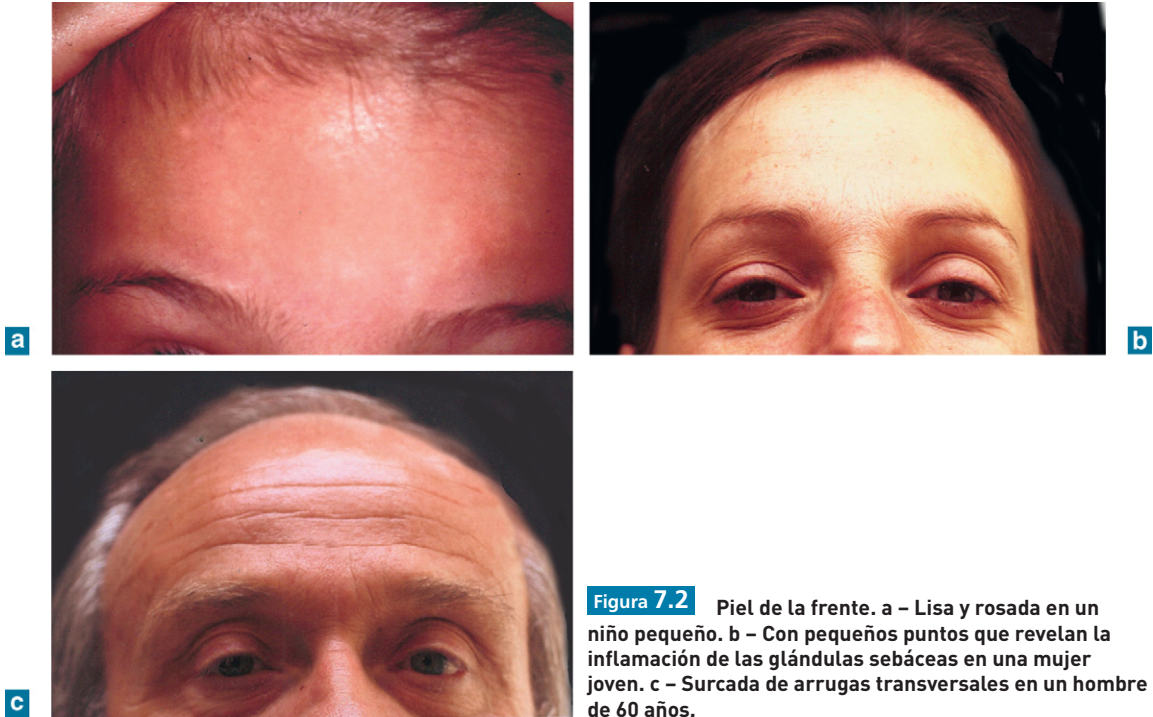 a
b
c
Figura 7.2 Piel de la frente. a – Lisa y rosada en un
niño pequeño. b – Con pequeños puntos que revelan la
inflamación de las glándulas sebáceas en una mujer
joven. c – Surcada de arrugas transversales en un hombre
de 60 años.